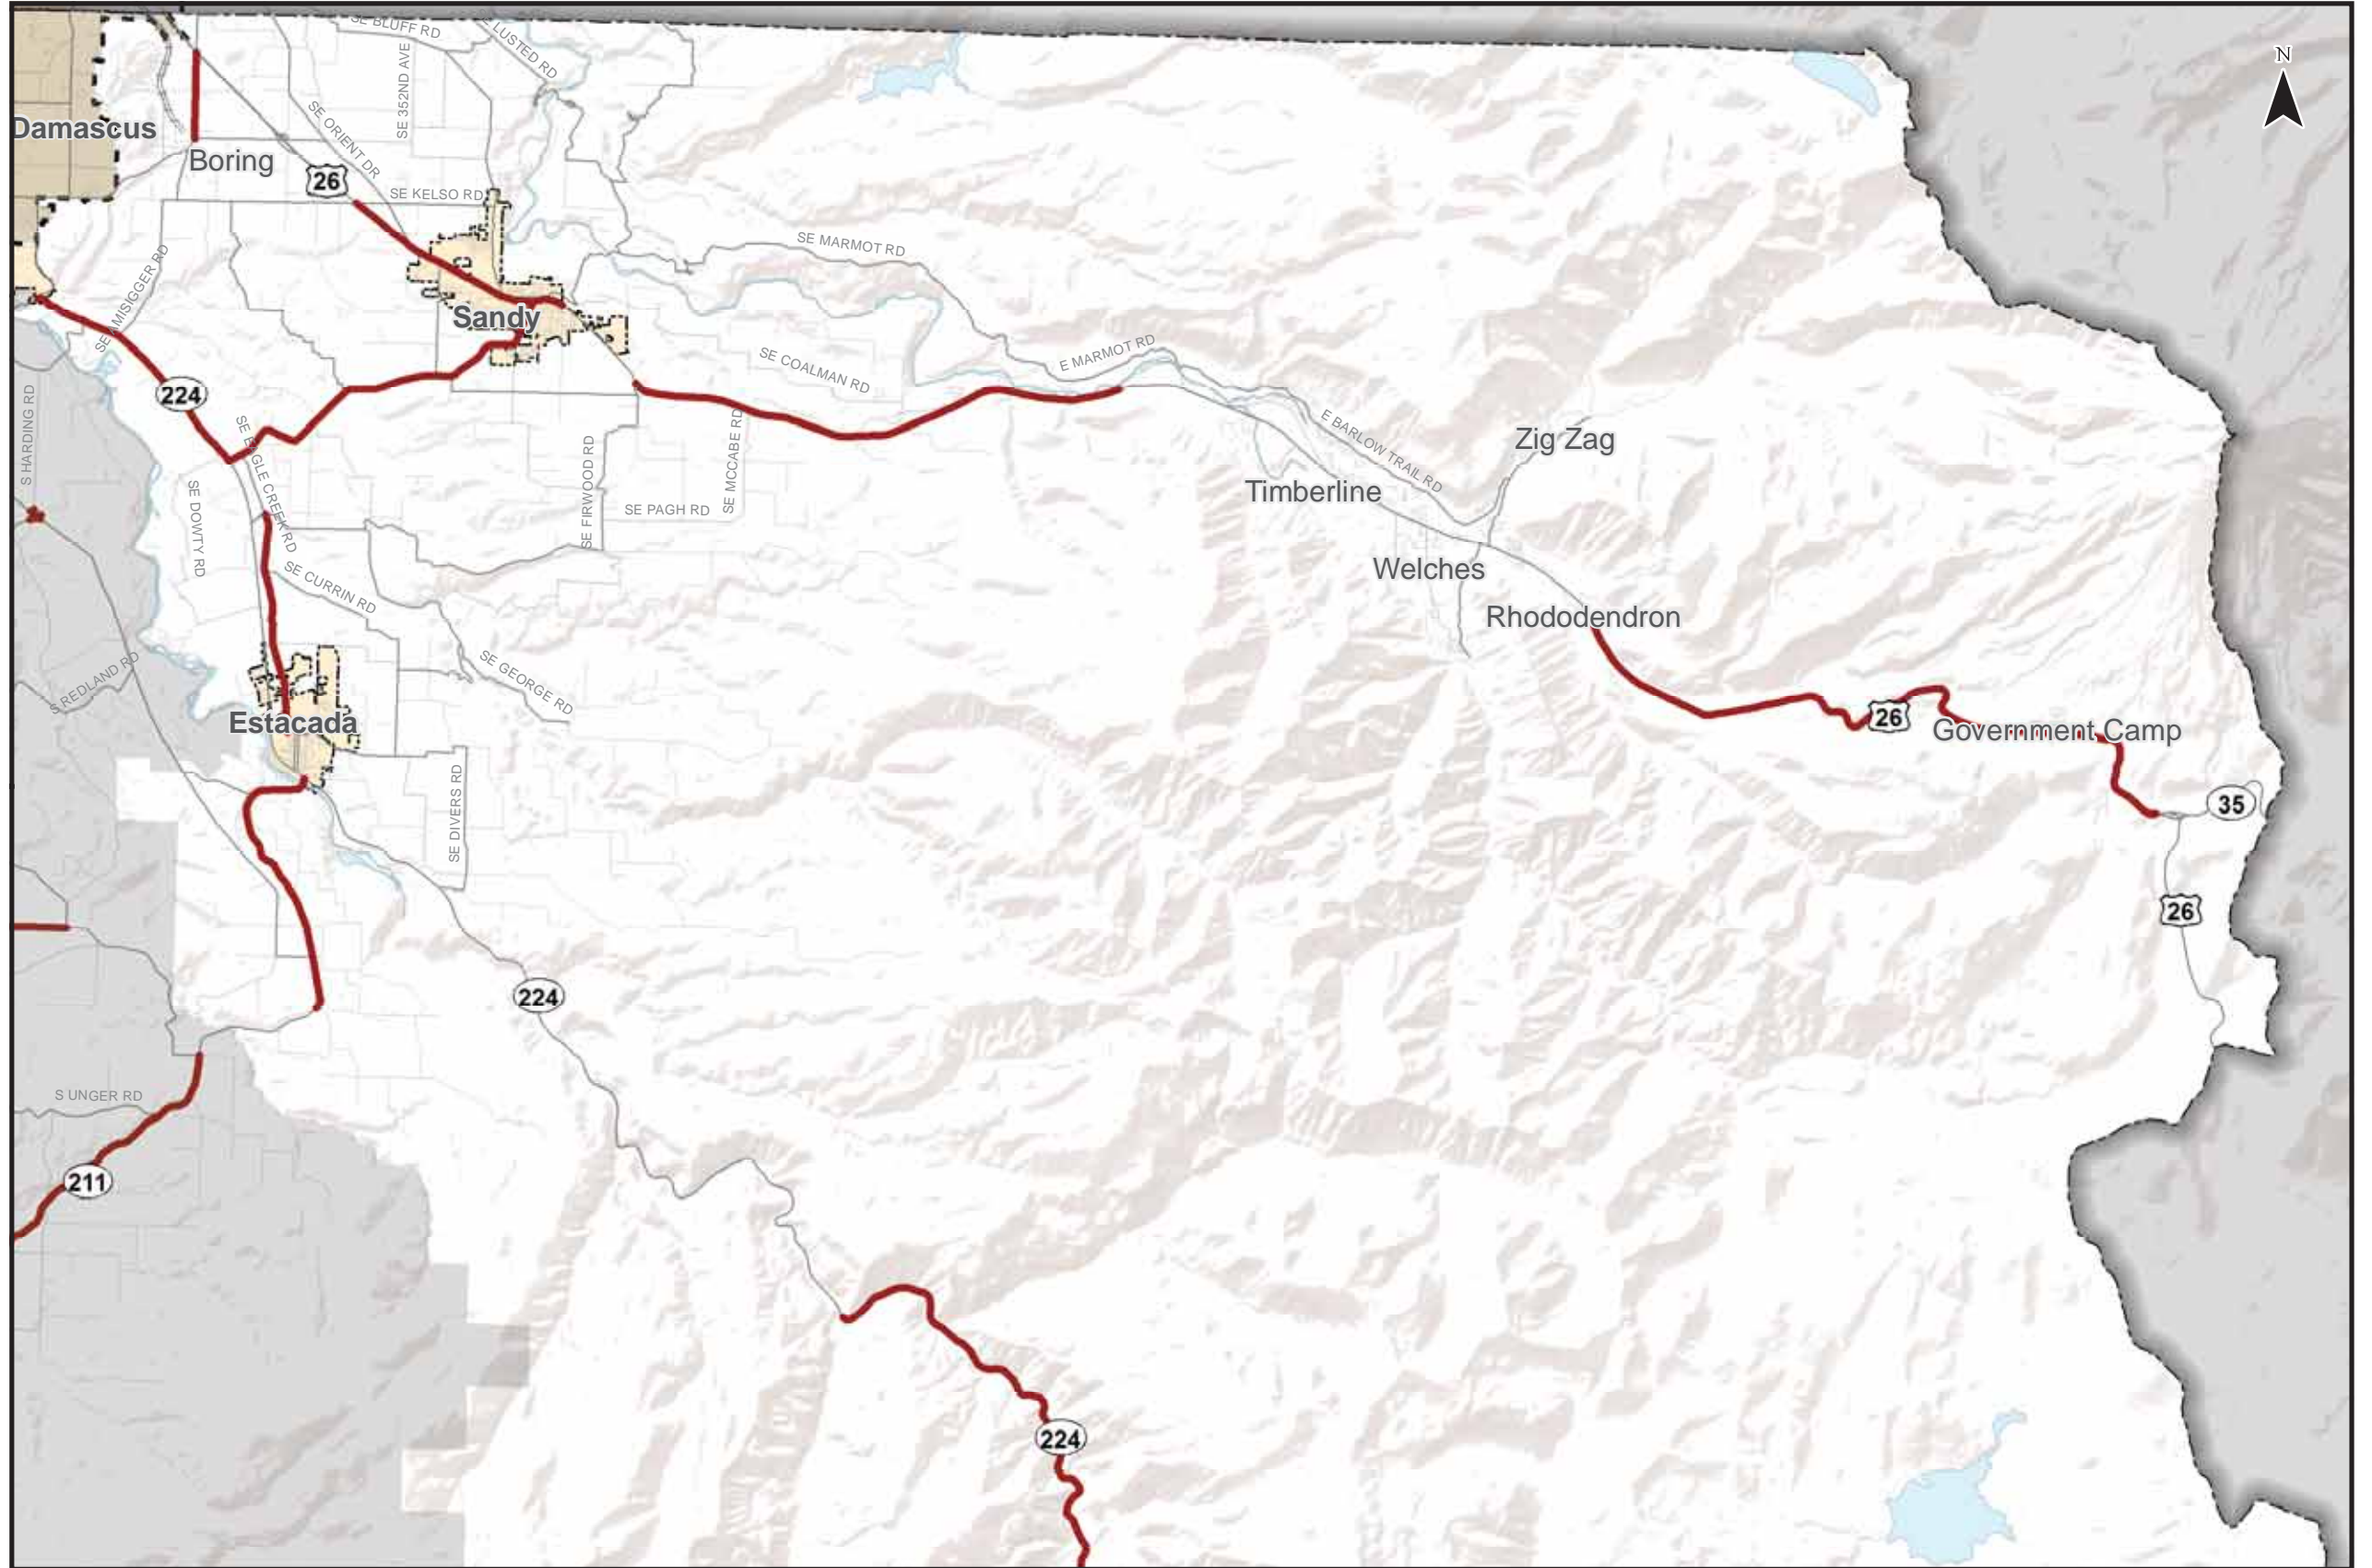 N
SE BLUFF RD
LUSTED RD
SE 352ND AVE
Damascus
SE ORIENT DR
Boring
26
SE KELSO RD
SE MARMOT RD
SE AMISIGGER RD
Sandy
E MARMOT RD
SE COALMAN RD
224
S HARDING RD
SE EAGLE CREEK RD
SE FIRWOOD RD
SE MCCABE RD
E BARLOW TRAIL RD
Zig Zag
Timberline
SE DOWTY RD
SE PAGH RD
Welches
SE CURRIN RD
Rhododendron
S REDLAND RD
SE GEORGE RD
Estacada
26
Government Camp
SE DIVERS RD
35
26
224
S UNGER RD
211
224